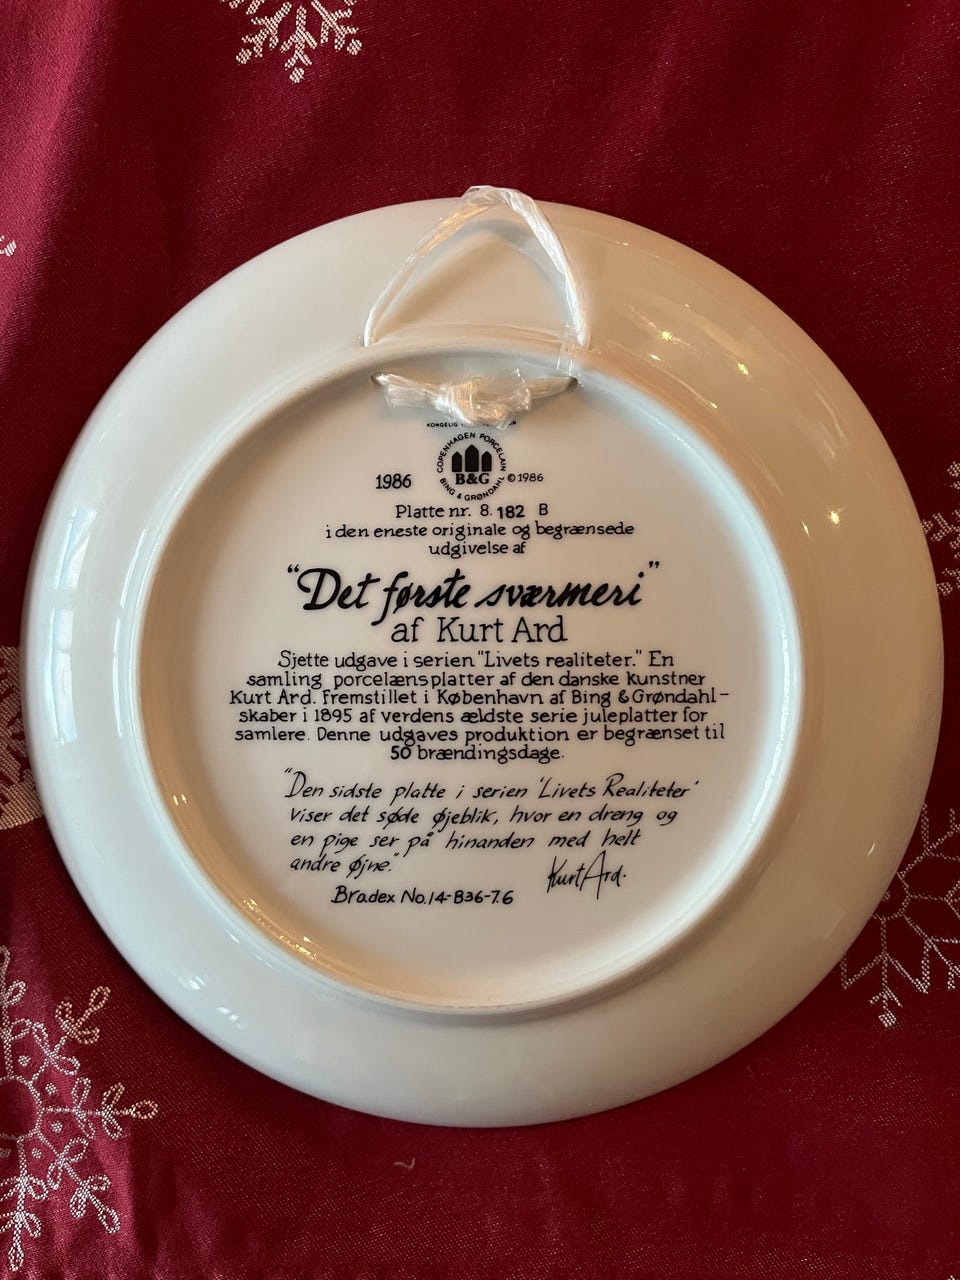 KONGELIG
COPENHAGEN PORCELAIN
B&G
BING & GRØNDAHL
1986
© 1986
Platte nr. 8.182 B
i den eneste originale og begrænsede
udgivelse af
"Det første sværmeri"
af Kurt Ard
Sjette udgave i serien "Livets realiteter." En
samling porcelænsplatter af den danske kunstner
Kurt Ard. Fremstillet i København af Bing & Grøndahl-
skaber i 1895 af verdens ældste serie juleplatter for
samlere. Denne udgaves produktion er begrænset til
50 brændingsdage.
"Den sidste platte i serien 'Livets Realiteter'
viser det søde øjeblik, hvor en dreng og
en pige ser på hinanden med helt
andre øjne."
Kurt Ard.
Bradex No.14-B36-7.6